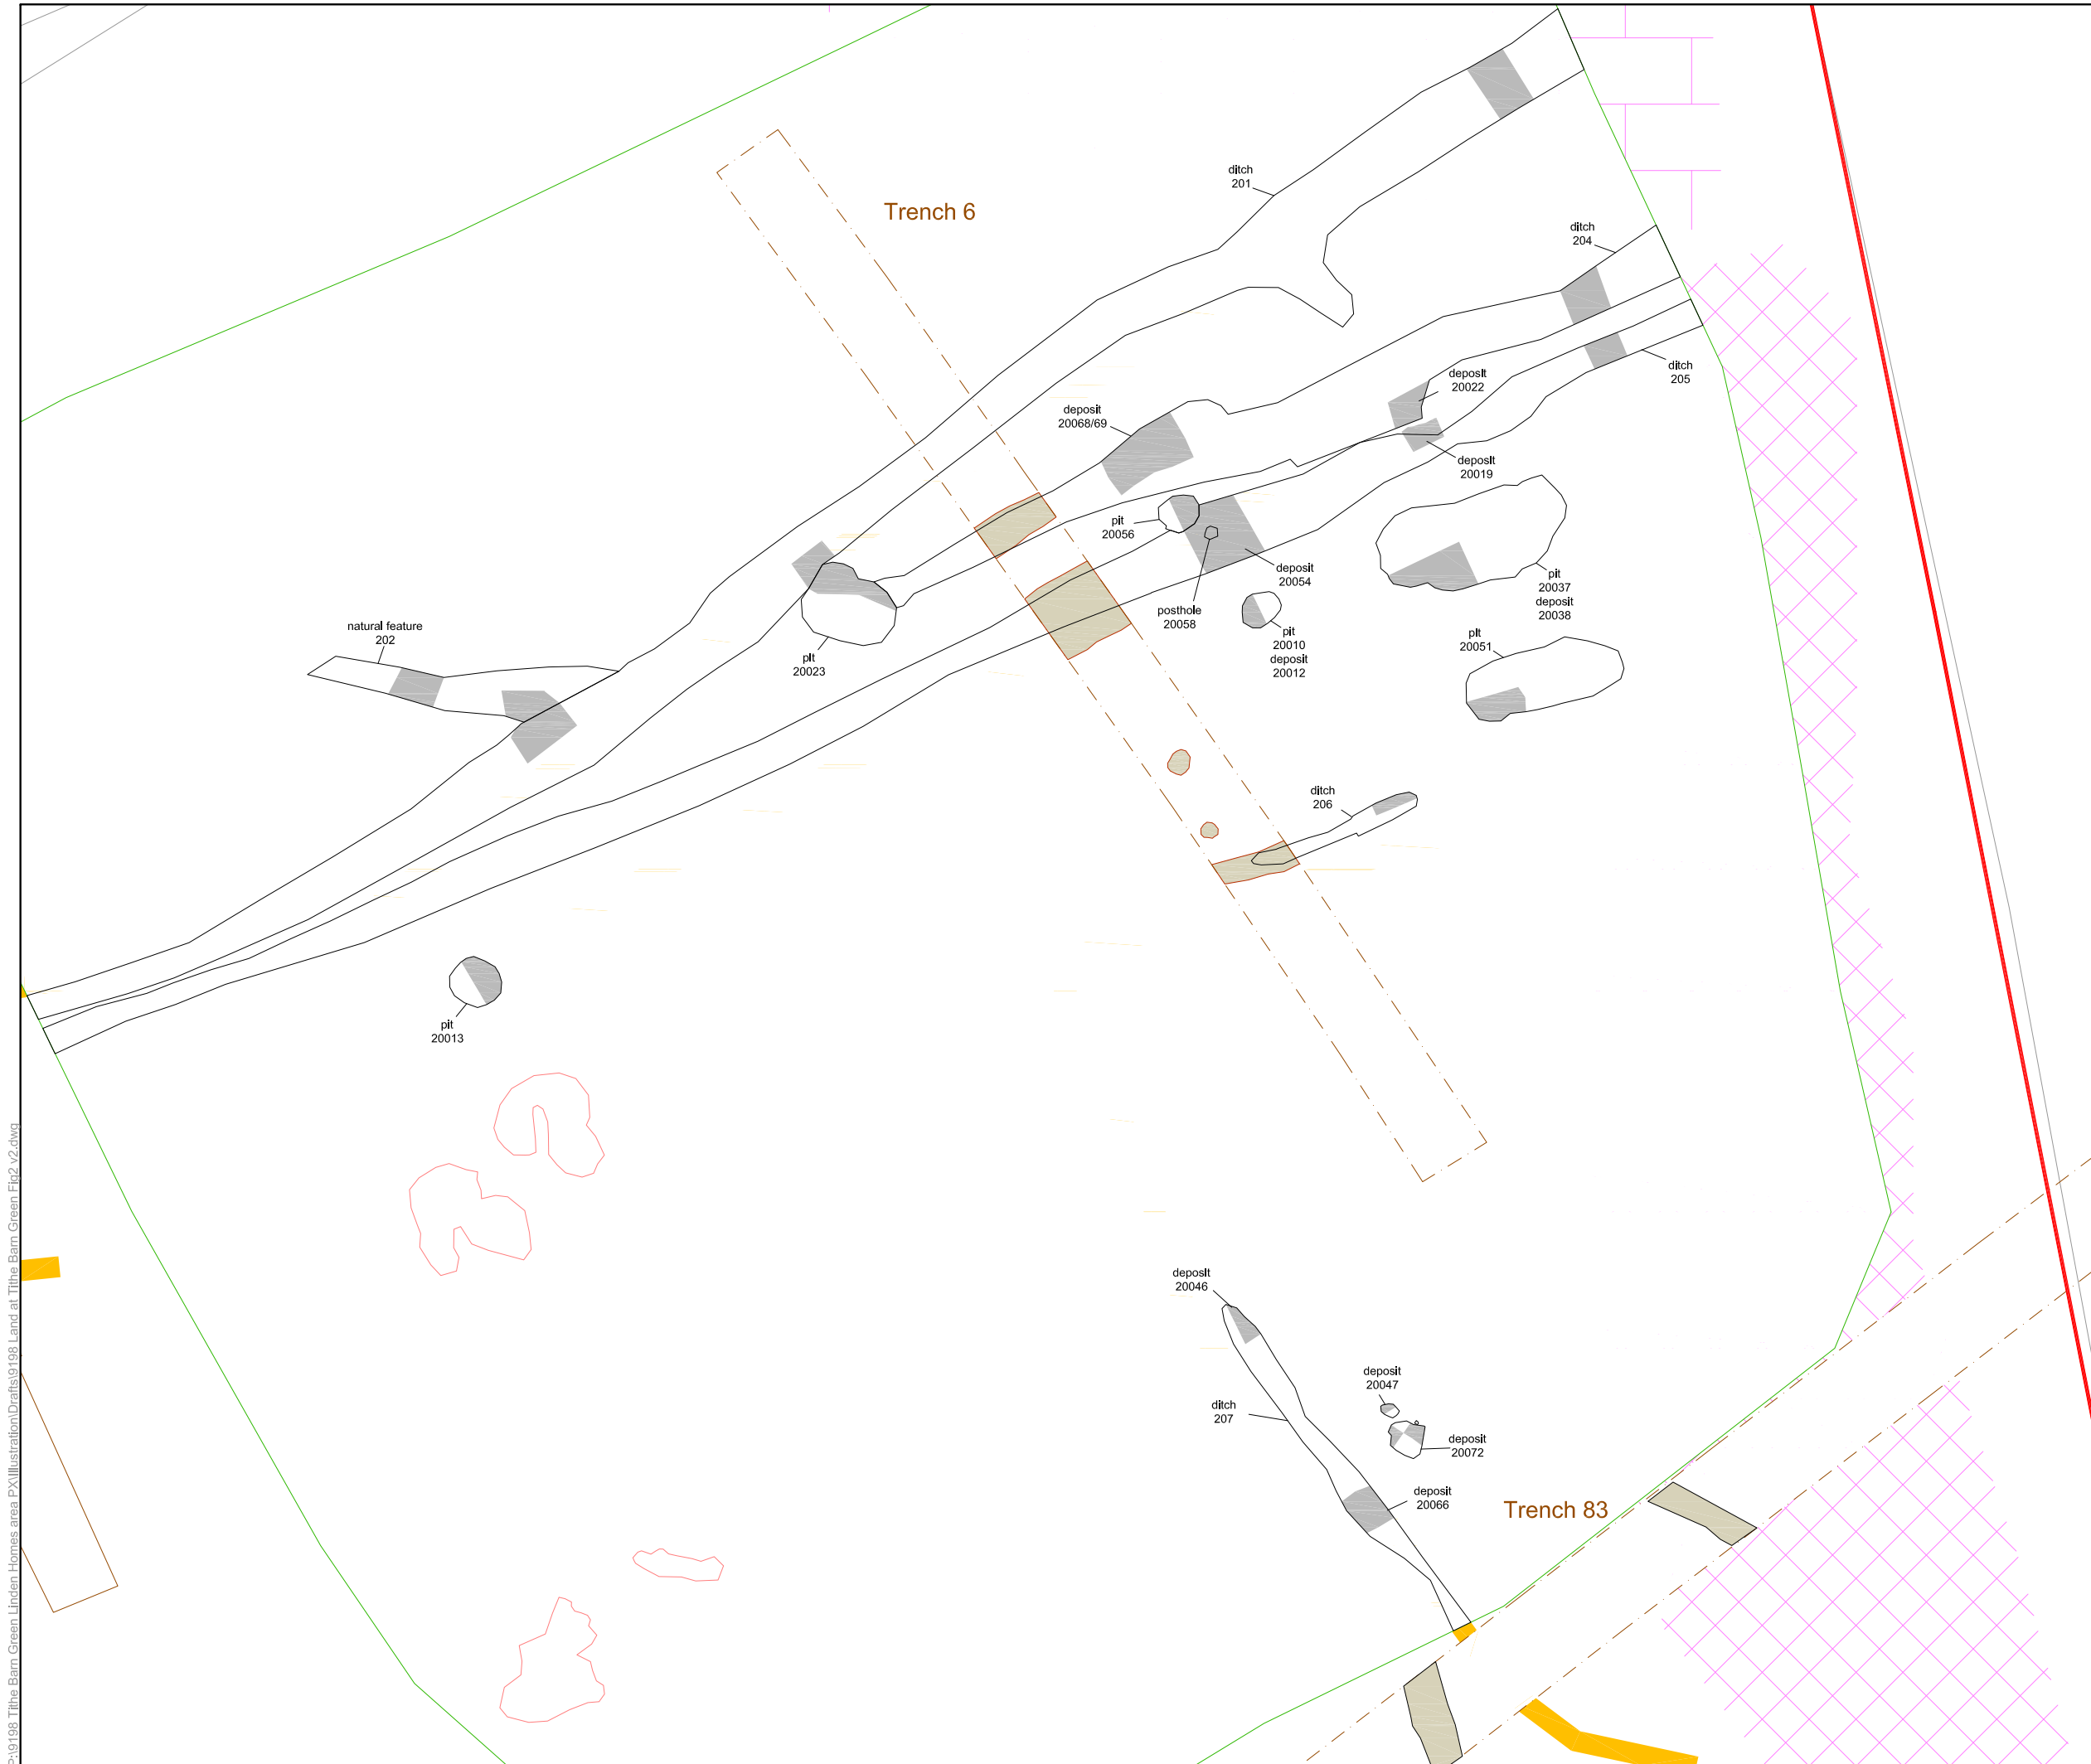 Trench 6
ditch
201
ditch
204
ditch
205
deposit
20022
deposit
20068/69
deposit
20019
pit
20056
deposit
20054
posthole
20058
pit
20037
deposit
20038
pit
20010
deposit
20012
pit
20051
natural feature
202
pit
20023
ditch
206
pit
20013
deposit
20046
deposit
20047
ditch
207
deposit
20072
deposit
20066
Trench 83
P:\9198 Tithe Barn Green Linden Homes area PX\Illustration\Drafts\9198 Land at Tithe Barn Green Fig2 v2.dwg